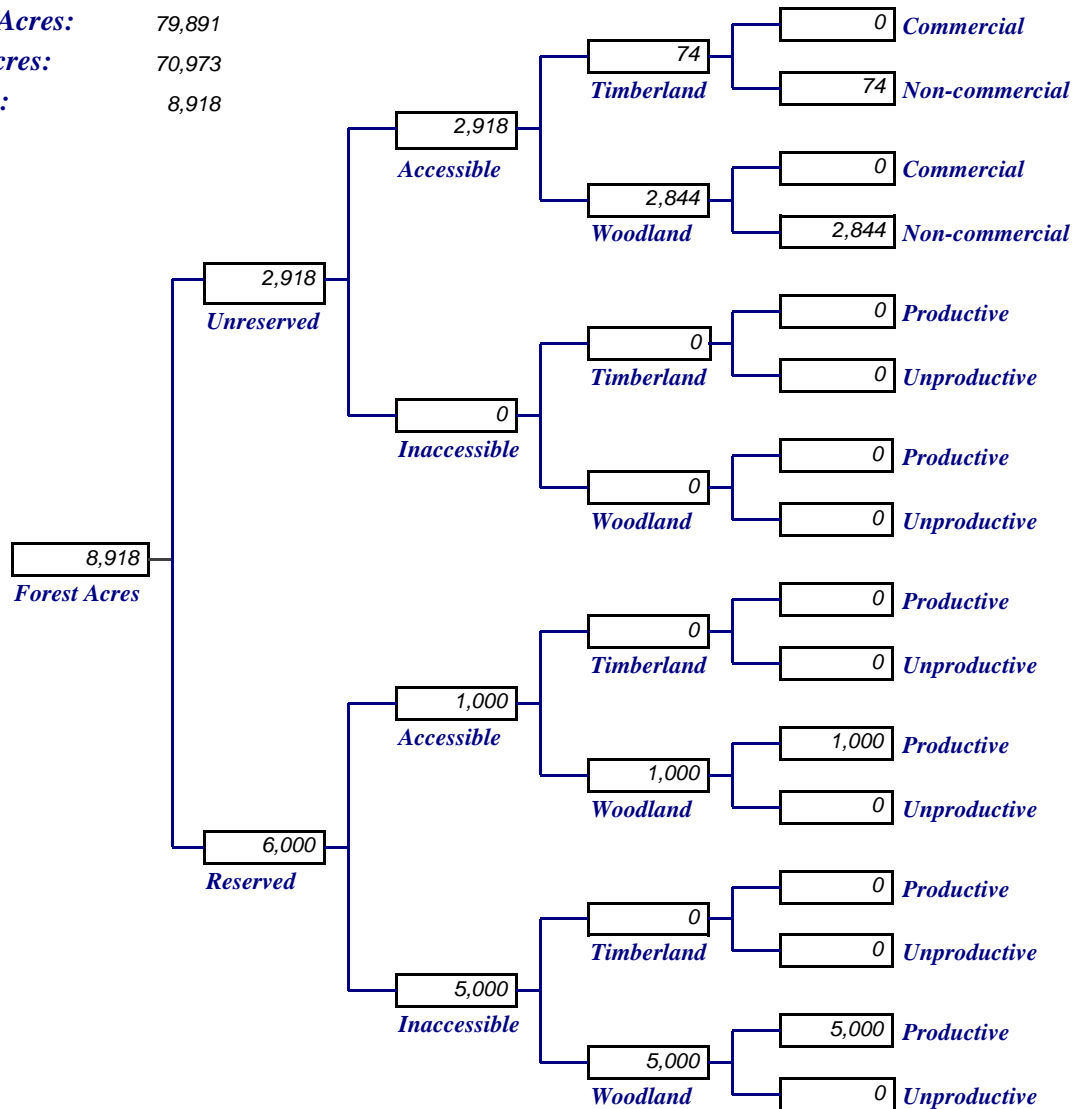 Acres: 79,891
cres: 70,973
: 8,918
0 Commercial
74
Timberland
74 Non-commercial
2,918
Accessible
0 Commercial
2,844
Woodland
2,844 Non-commercial
2,918
Unreserved
0 Productive
0
Timberland
0 Unproductive
0
Inaccessible
0 Productive
0
Woodland
0 Unproductive
8,918
Forest Acres
0 Productive
0
Timberland
0 Unproductive
1,000
Accessible
1,000 Productive
1,000
Woodland
0 Unproductive
6,000
Reserved
0 Productive
0
Timberland
0 Unproductive
5,000
Inaccessible
5,000 Productive
5,000
Woodland
0 Unproductive